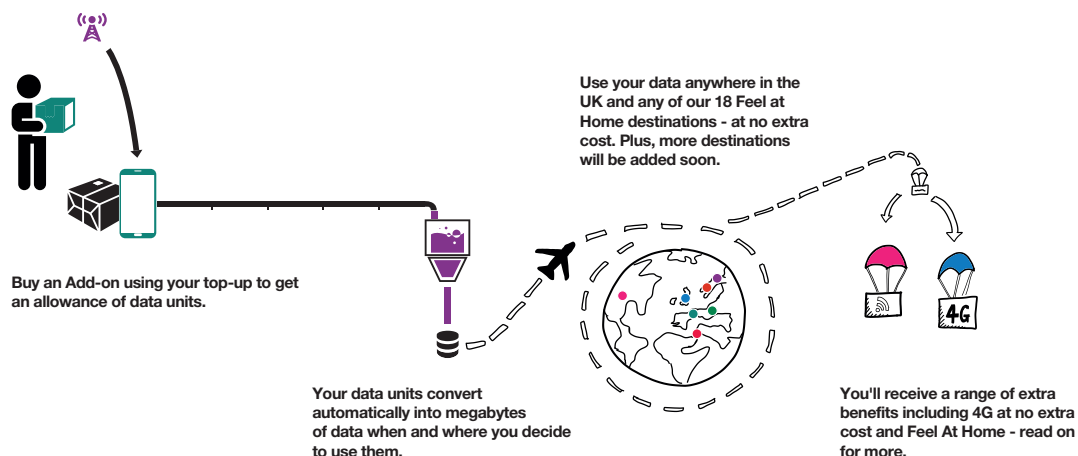 Buy an Add-on using your top-up to get
an allowance of data units.
Your data units convert
automatically into megabytes
of data when and where you decide
to use them.
Use your data anywhere in the
UK and any of our 18 Feel at
Home destinations - at no extra
cost. Plus, more destinations
will be added soon.
4G
You'll receive a range of extra
benefits including 4G at no extra
cost and Feel At Home - read on
for more.